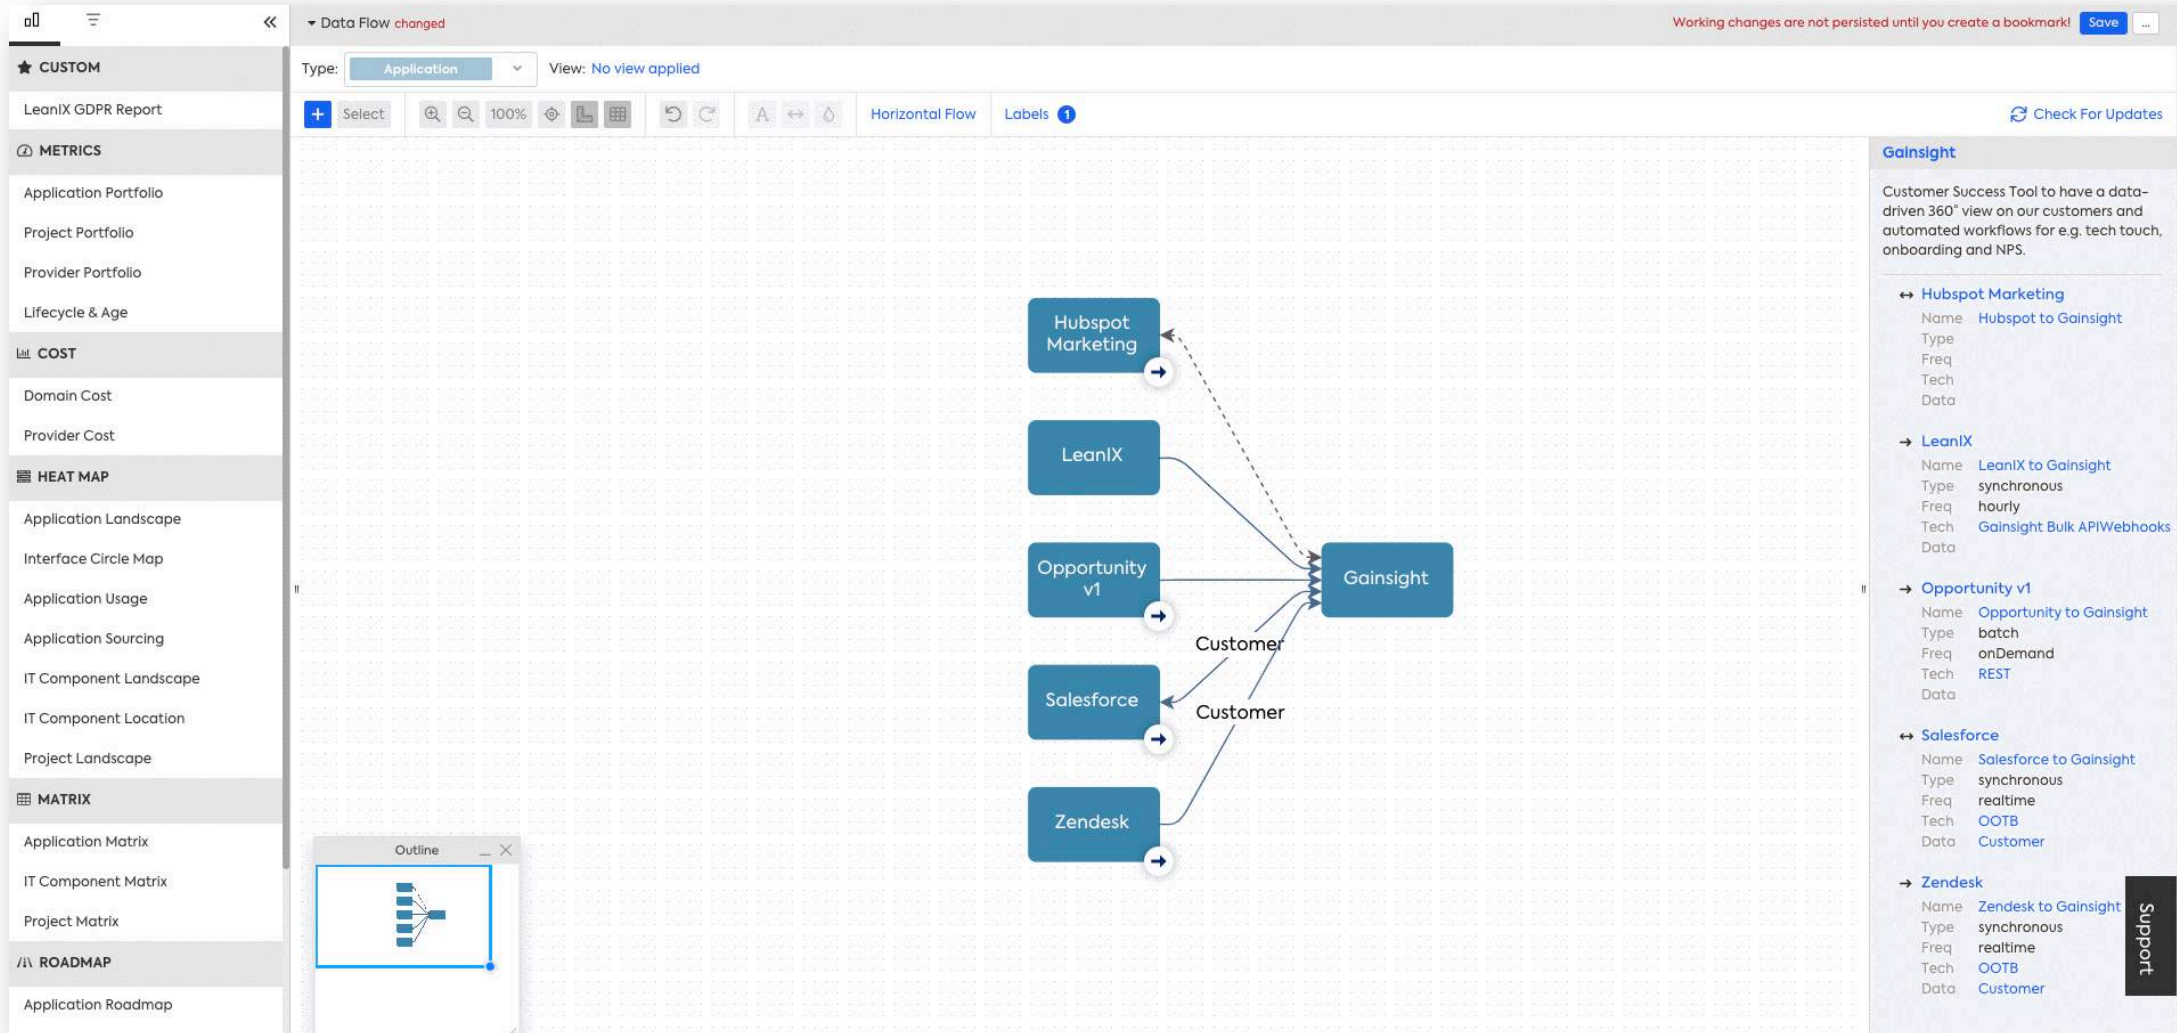 Data Flow changed
Working changes are not persisted until you create a bookmark!
Save
...
CUSTOM
LeanIX GDPR Report
METRICS
Application Portfolio
Project Portfolio
Provider Portfolio
Lifecycle & Age
COST
Domain Cost
Provider Cost
HEAT MAP
Application Landscape
Interface Circle Map
Application Usage
Application Sourcing
IT Component Landscape
IT Component Location
Project Landscape
MATRIX
Application Matrix
IT Component Matrix
Project Matrix
ROADMAP
Application Roadmap
Type: Application
View: No view applied
Select
100%
A
Horizontal Flow
Labels 1
Check For Updates
Hubspot
Marketing
LeanIX
Opportunity
v1
Gainsight
Customer
Salesforce
Customer
Zendesk
Outline
Gainsight
Customer Success Tool to have a data-
driven 360° view on our customers and
automated workflows for e.g. tech touch,
onboarding and NPS.
Hubspot Marketing
Name Hubspot to Gainsight
Type
Freq
Tech
Data
LeanIX
Name LeanIX to Gainsight
Type synchronous
Freq hourly
Tech Gainsight Bulk APIWebhooks
Data
Opportunity v1
Name Opportunity to Gainsight
Type batch
Freq onDemand
Tech REST
Data
Salesforce
Name Salesforce to Gainsight
Type synchronous
Freq realtime
Tech OOTB
Data Customer
Zendesk
Name Zendesk to Gainsight
Type synchronous
Freq realtime
Tech OOTB
Data Customer
Support